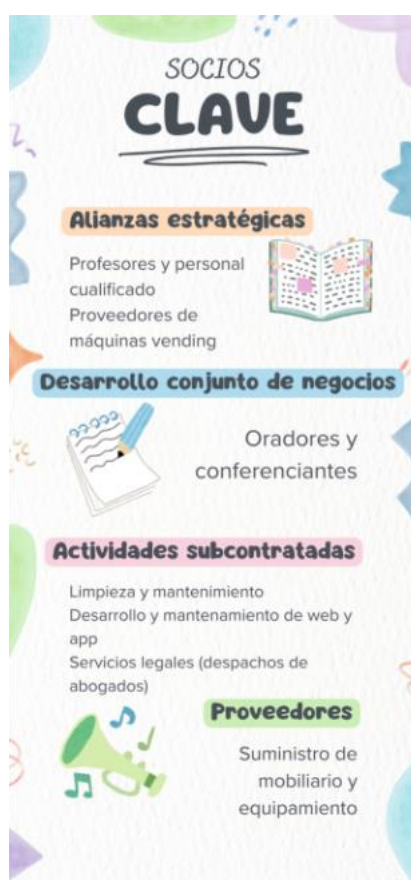 SOCIOS
CLAVE
Alianzas estratégicas
Profesores y personal
cualificado
Proveedores de
máquinas vending
Desarrollo conjunto de negocios
Oradores y
conferenciantes
Actividades subcontratadas
Limpieza y mantenimiento
Desarrollo y mantenamiento de web y
app
Servicios legales (despachos de
abogados)
Proveedores
Suministro de
mobiliario y
equipamiento